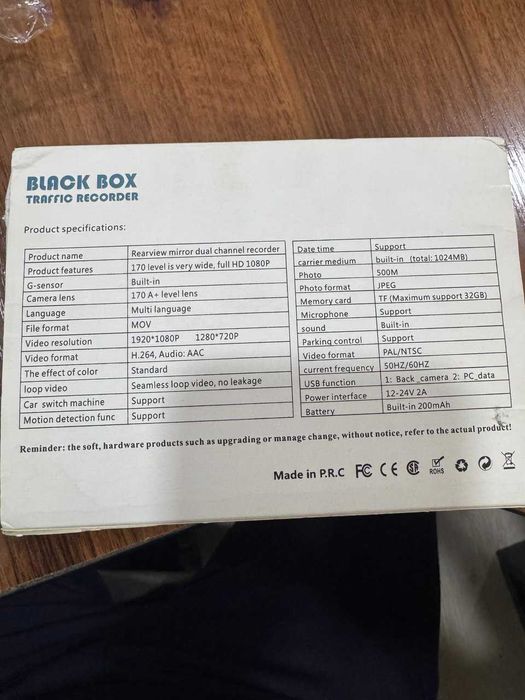 BLACK BOX
TRAFFIC RECORDER
Product specifications:
Product name Rearview mirror dual channel recorder
Product features 170 level is very wide, full HD 1080P
G-sensor Built-in
Camera lens 170 A+ level lens
Language Multi language
File format MOV
Video resolution 1920*1080P 1280*720P
Video format H.264, Audio: AAC
The effect of color Standard
loop video Seamless loop video, no leakage
Car switch machine Support
Motion detection func Support
Date time Support
carrier medium built-in (total: 1024MB)
Photo 500M
Photo format JPEG
Memory card TF (Maximum support 32GB)
Microphone Support
sound Built-in
Parking control Support
Video format PAL/NTSC
current frequency 50HZ/60HZ
USB function 1: Back_camera 2: PC_data
Power interface 12-24V 2A
Battery Built-in 200mAh
Reminder: the soft, hardware products such as upgrading or manage change, without notice, refer to the actual product!
Made in P.R.C FC CE ROHS